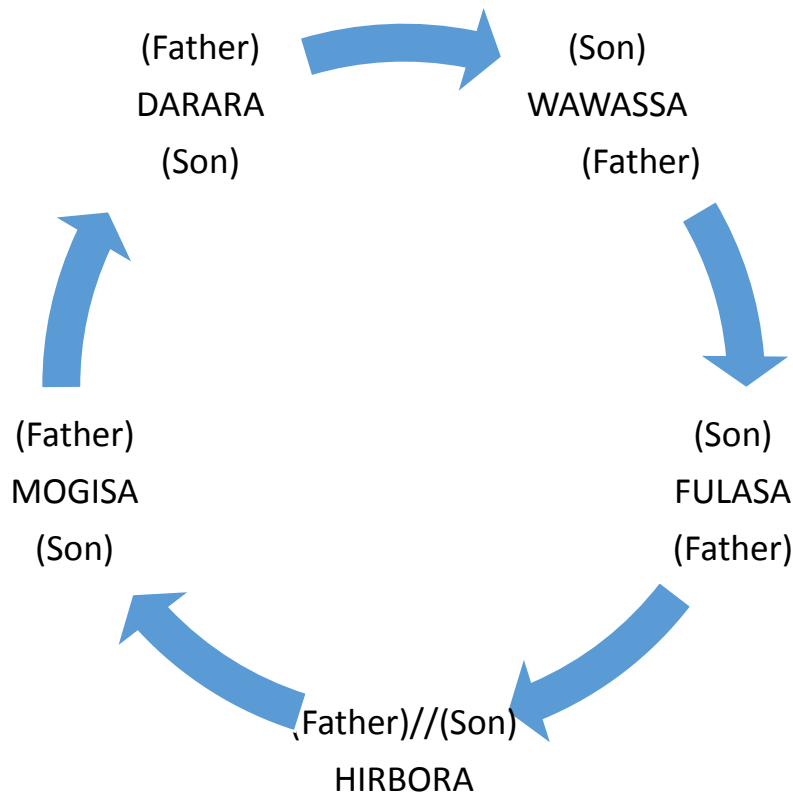 (Father)
DARARA
(Son)
(Son)
WAWASSA
(Father)
(Son)
FULASA
(Father)
(Father)//(Son)
HIRBORA
(Father)
MOGISA
(Son)